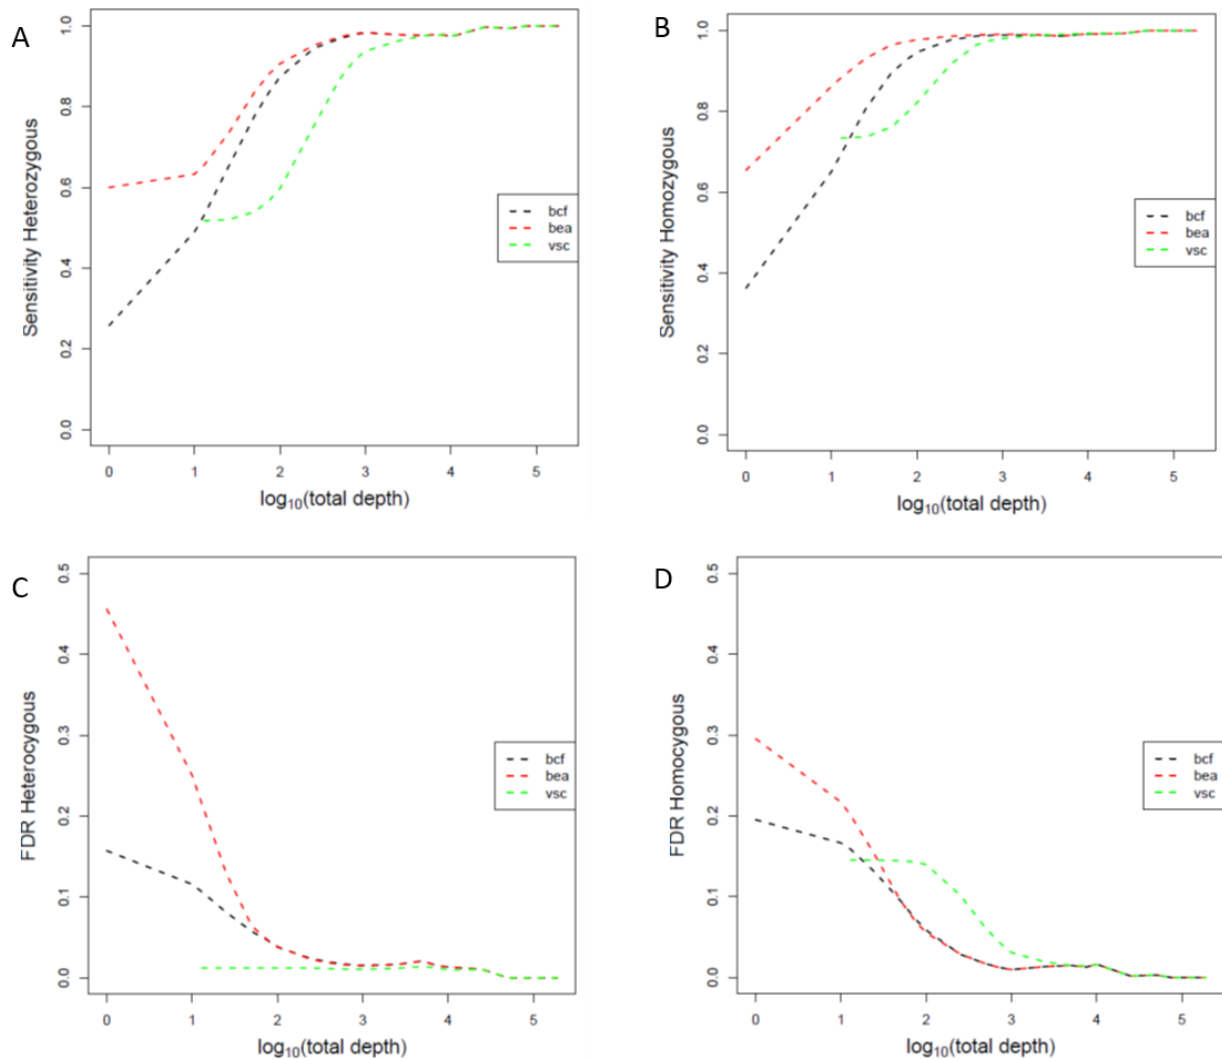 A
Sensitivity Heterozygous
0.0 0.2 0.4 0.6 0.8 1.0
bcf
bea
vsc
0 1 2 3 4 5
log10(total depth)
B
Sensitivity Homozygous
0.0 0.2 0.4 0.6 0.8 1.0
bcf
bea
vsc
0 1 2 3 4 5
log10(total depth)
C
FDR Heterocygous
0.0 0.1 0.2 0.3 0.4 0.5
bcf
bea
vsc
0 1 2 3 4 5
log10(total depth)
D
FDR Homocygous
0.0 0.1 0.2 0.3 0.4 0.5
bcf
bea
vsc
0 1 2 3 4 5
log10(total depth)